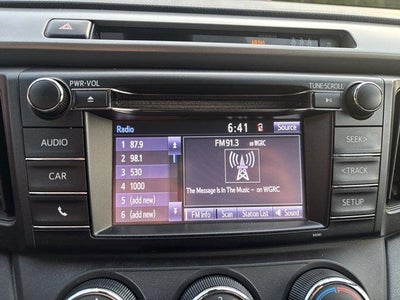 PWR•VOL
TUNE•SCROLL
Radio
6:41
Source
AUDIO
CAR
SEEK>
<TRACK
SETUP
1 87.9
2 98.1
3 530
4 1000
5 (add new)
6 (add new)
FM 91.3 on WGRC
The Message Is In The Music ~ on WGRC
FM Info
Scan
Station List
Sound